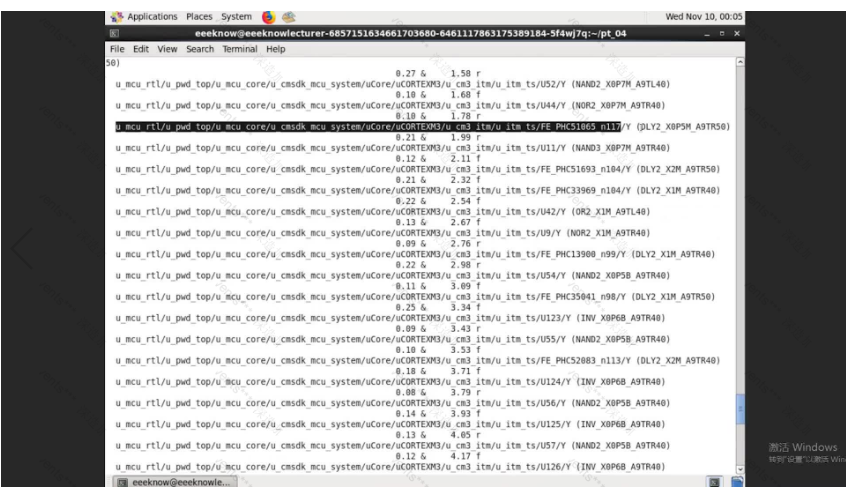 Applications Places System
Wed Nov 10, 00:05
eeeknow@eeeknowlecturer-6857151634661703680-6461117863175389184-5f4wj7q:~/pt_04
File Edit View Search Terminal Help
50)
0.27 & 1.58 r
u_mcu_rtl/u_pwd_top/u_mcu_core/u_cmsdk_mcu_system/uCore/uCORTEXM3/u_cm3_itm/u_itm_ts/U52/Y (NAND2_X0P7M_A9TL40)
0.10 & 1.68 f
u_mcu_rtl/u_pwd_top/u_mcu_core/u_cmsdk_mcu_system/uCore/uCORTEXM3/u_cm3_itm/u_itm_ts/U44/Y (NOR2_X0P7M_A9TR40)
0.10 & 1.78 r
u_mcu_rtl/u_pwd_top/u_mcu_core/u_cmsdk_mcu_system/uCore/uCORTEXM3/u_cm3_itm/u_itm_ts/FE_PHC51065_n117/Y (DLY2_X0P5M_A9TR50)
0.21 & 1.99 r
u_mcu_rtl/u_pwd_top/u_mcu_core/u_cmsdk_mcu_system/uCore/uCORTEXM3/u_cm3_itm/u_itm_ts/U11/Y (NAND3_X0P7M_A9TR40)
0.12 & 2.11 f
u_mcu_rtl/u_pwd_top/u_mcu_core/u_cmsdk_mcu_system/uCore/uCORTEXM3/u_cm3_itm/u_itm_ts/FE_PHC51693_n104/Y (DLY2_X2M_A9TR50)
0.21 & 2.32 f
u_mcu_rtl/u_pwd_top/u_mcu_core/u_cmsdk_mcu_system/uCore/uCORTEXM3/u_cm3_itm/u_itm_ts/FE_PHC33969_n104/Y (DLY2_X1M_A9TR40)
0.22 & 2.54 f
u_mcu_rtl/u_pwd_top/u_mcu_core/u_cmsdk_mcu_system/uCore/uCORTEXM3/u_cm3_itm/u_itm_ts/U42/Y (OR2_X1M_A9TL40)
0.13 & 2.67 f
u_mcu_rtl/u_pwd_top/u_mcu_core/u_cmsdk_mcu_system/uCore/uCORTEXM3/u_cm3_itm/u_itm_ts/U9/Y (NOR2_X1M_A9TR40)
0.09 & 2.76 r
u_mcu_rtl/u_pwd_top/u_mcu_core/u_cmsdk_mcu_system/uCore/uCORTEXM3/u_cm3_itm/u_itm_ts/FE_PHC13900_n99/Y (DLY2_X1M_A9TR40)
0.22 & 2.98 r
u_mcu_rtl/u_pwd_top/u_mcu_core/u_cmsdk_mcu_system/uCore/uCORTEXM3/u_cm3_itm/u_itm_ts/U54/Y (NAND2_X0P5B_A9TR40)
0.11 & 3.09 f
u_mcu_rtl/u_pwd_top/u_mcu_core/u_cmsdk_mcu_system/uCore/uCORTEXM3/u_cm3_itm/u_itm_ts/FE_PHC35041_n98/Y (DLY2_X1M_A9TR50)
0.25 & 3.34 f
u_mcu_rtl/u_pwd_top/u_mcu_core/u_cmsdk_mcu_system/uCore/uCORTEXM3/u_cm3_itm/u_itm_ts/U123/Y (INV_X0P6B_A9TR40)
0.09 & 3.43 r
u_mcu_rtl/u_pwd_top/u_mcu_core/u_cmsdk_mcu_system/uCore/uCORTEXM3/u_cm3_itm/u_itm_ts/U55/Y (NAND2_X0P5B_A9TR40)
0.10 & 3.53 f
u_mcu_rtl/u_pwd_top/u_mcu_core/u_cmsdk_mcu_system/uCore/uCORTEXM3/u_cm3_itm/u_itm_ts/FE_PHC52083_n113/Y (DLY2_X2M_A9TR40)
0.18 & 3.71 f
u_mcu_rtl/u_pwd_top/u_mcu_core/u_cmsdk_mcu_system/uCore/uCORTEXM3/u_cm3_itm/u_itm_ts/U124/Y (INV_X0P6B_A9TR40)
0.08 & 3.79 r
u_mcu_rtl/u_pwd_top/u_mcu_core/u_cmsdk_mcu_system/uCore/uCORTEXM3/u_cm3_itm/u_itm_ts/U56/Y (NAND2_X0P5B_A9TR40)
0.14 & 3.93 f
u_mcu_rtl/u_pwd_top/u_mcu_core/u_cmsdk_mcu_system/uCore/uCORTEXM3/u_cm3_itm/u_itm_ts/U125/Y (INV_X0P6B_A9TR40)
0.13 & 4.05 r
u_mcu_rtl/u_pwd_top/u_mcu_core/u_cmsdk_mcu_system/uCore/uCORTEXM3/u_cm3_itm/u_itm_ts/U57/Y (NAND2_X0P5B_A9TR40)
0.12 & 4.17 f
u_mcu_rtl/u_pwd_top/u_mcu_core/u_cmsdk_mcu_system/uCore/uCORTEXM3/u_cm3_itm/u_itm_ts/U126/Y (INV_X0P6B_A9TR40)
激活 Windows
转到"设置"以激活 Win
eeeknow@eeeknowle...